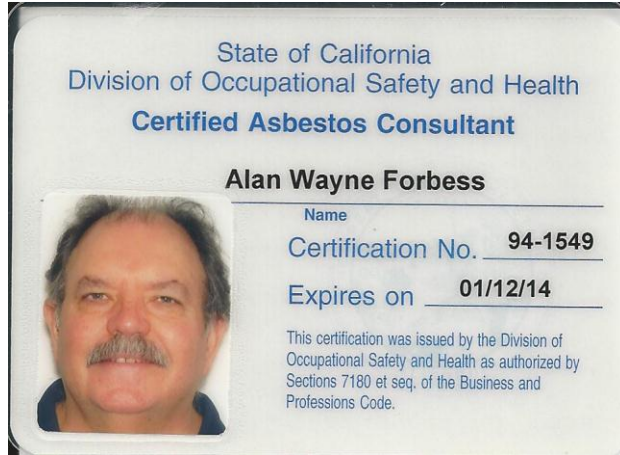 State of California
Division of Occupational Safety and Health
Certified Asbestos Consultant
Alan Wayne Forbess
Name
Certification No. 94-1549
Expires on 01/12/14
This certification was issued by the Division of
Occupational Safety and Health as authorized by
Sections 7180 et seq. of the Business and
Professions Code.